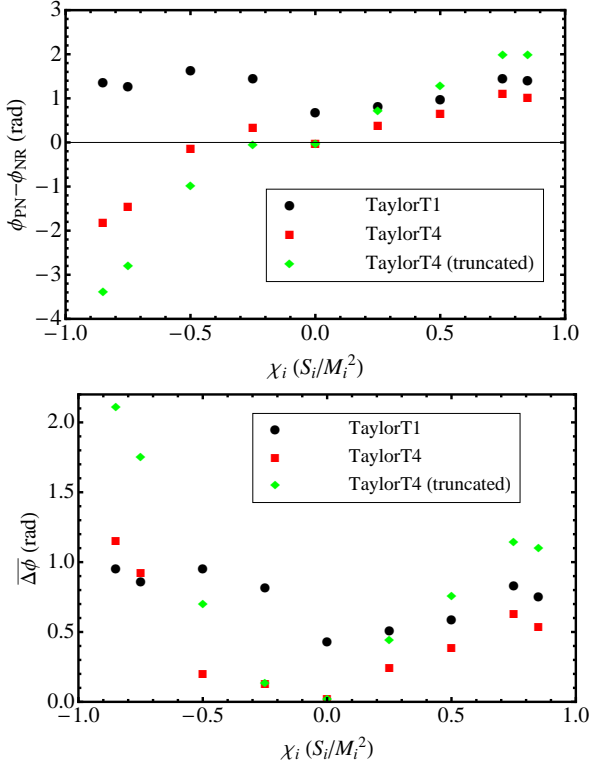 2
1
0
−1
−2
−3
−4
ϕPN−ϕNR (rad)
TaylorT1
TaylorT4
TaylorT4 (truncated)
−1.0 −0.5 0.0 0.5 1.0
χi (Si/Mi²)
2.0
1.5
1.0
0.5
0.0
Δϕ (rad)
TaylorT1
TaylorT4
TaylorT4 (truncated)
−1.0 −0.5 0.0 0.5 1.0
χi (Si/Mi²)